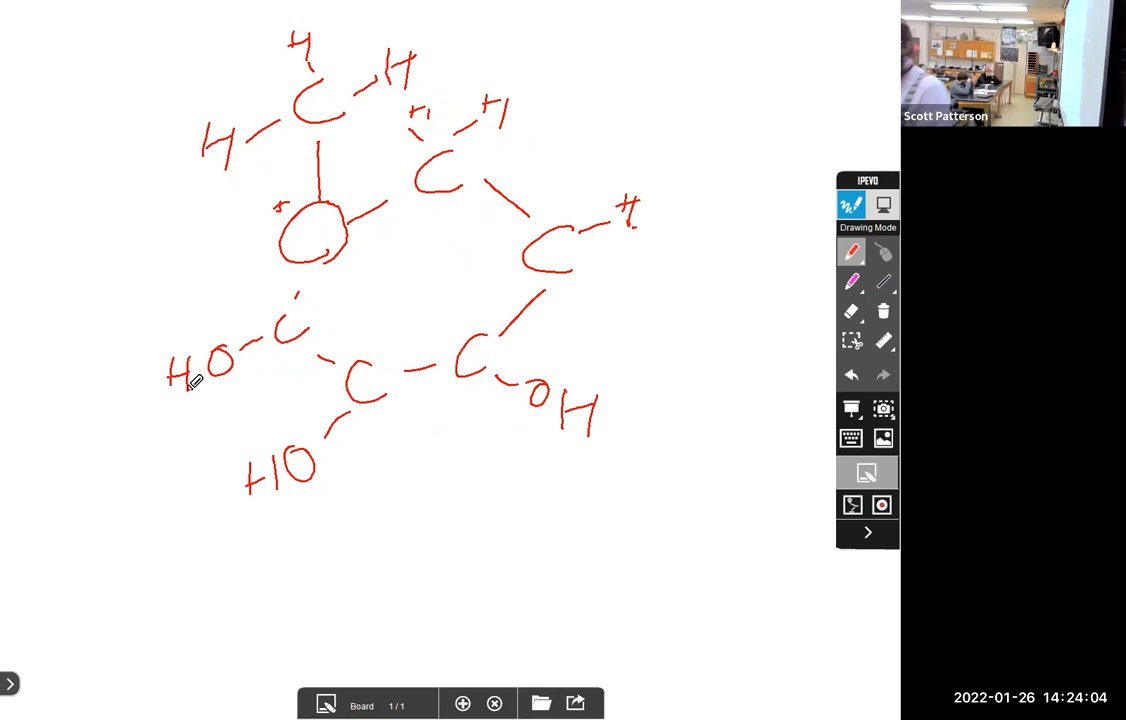 H
H
C
H
H
H
C
H
+
O
C
H
C
HO
C
C
OH
HO
Scott Patterson
IPEVO
Drawing Mode
Board 1/1
2022-01-26 14:24:04